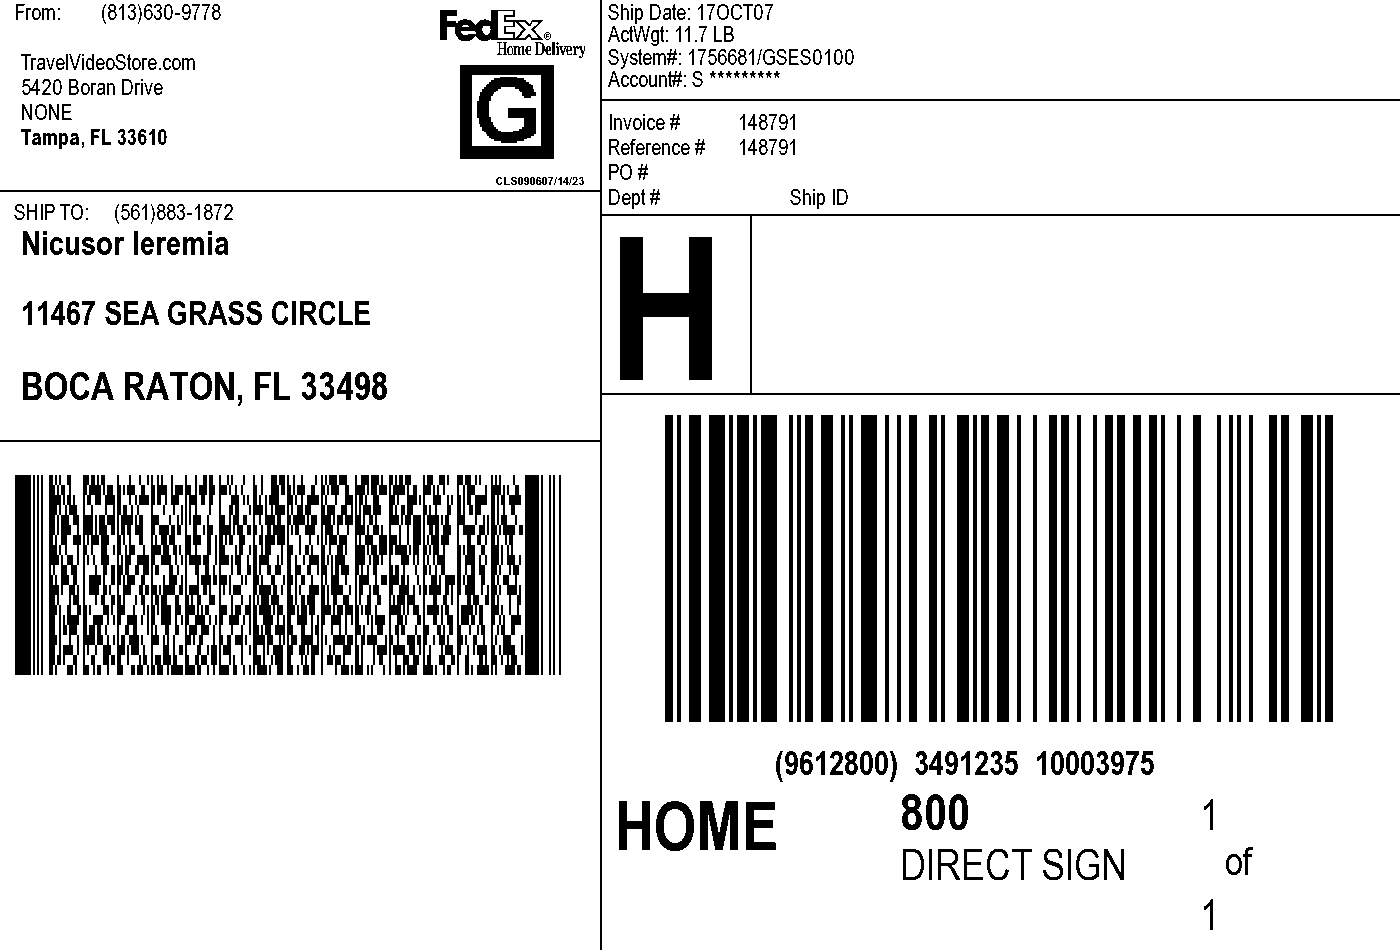 From: (813)630-9778
TravelVideoStore.com
5420 Boran Drive
NONE
Tampa, FL 33610
FedEx®
Home Delivery
G
CLS090607/14/23
Ship Date: 17OCT07
ActWgt: 11.7 LB
System#: 1756681/GSES0100
Account#: S *********
Invoice # 148791
Reference # 148791
PO #
Dept # Ship ID
SHIP TO: (561)883-1872
Nicusor Ieremia
11467 SEA GRASS CIRCLE
BOCA RATON, FL 33498
H
(9612800) 3491235 10003975
HOME
800
DIRECT SIGN
1
of
1